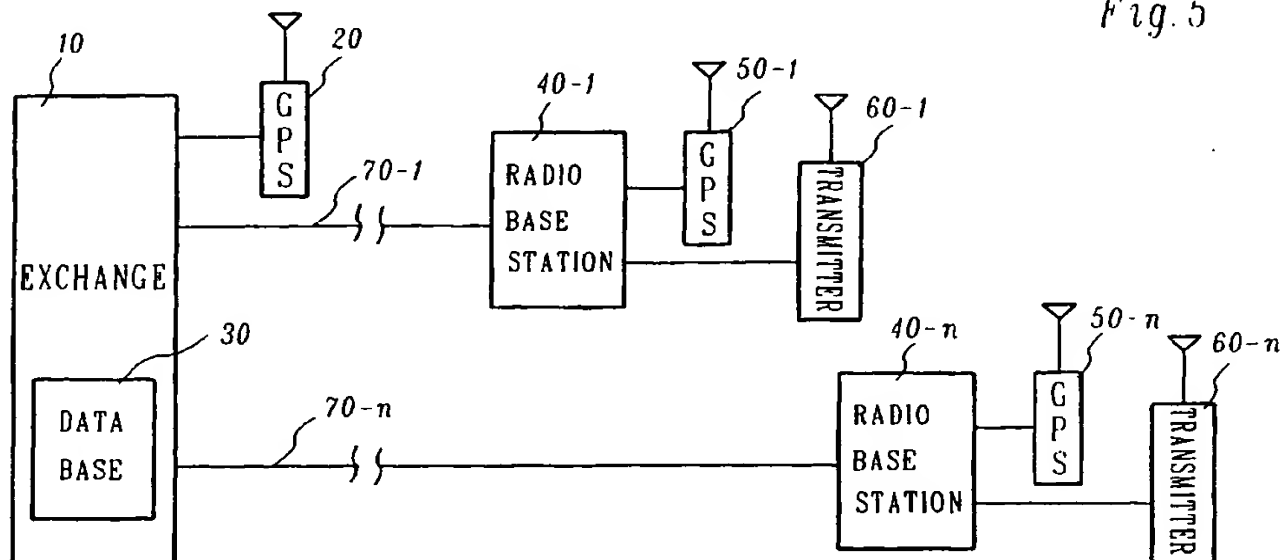 Fig. 5
10
20
GPS
70-1
40-1
RADIO
BASE
STATION
50-1
GPS
60-1
TRANSMITTER
EXCHANGE
30
DATA
BASE
70-n
40-n
RADIO
BASE
STATION
50-n
GPS
60-n
TRANSMITTER